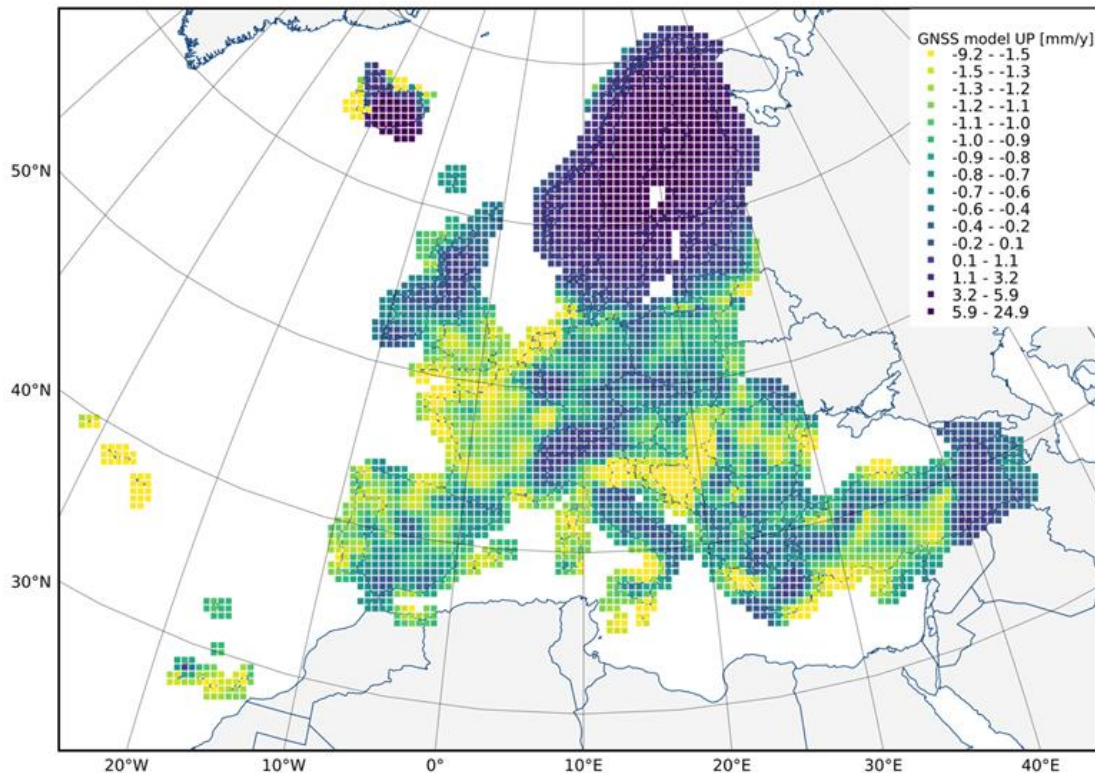 GNSS model UP [mm/y]
-9.2 - -1.5
-1.5 - -1.3
-1.3 - -1.2
-1.2 - -1.1
-1.1 - -1.0
-1.0 - -0.9
-0.9 - -0.8
-0.8 - -0.7
-0.7 - -0.6
-0.6 - -0.4
-0.4 - -0.2
-0.2 - 0.1
0.1 - 1.1
1.1 - 3.2
3.2 - 5.9
5.9 - 24.9
50°N
40°N
30°N
20°W 10°W 0° 10°E 20°E 30°E 40°E